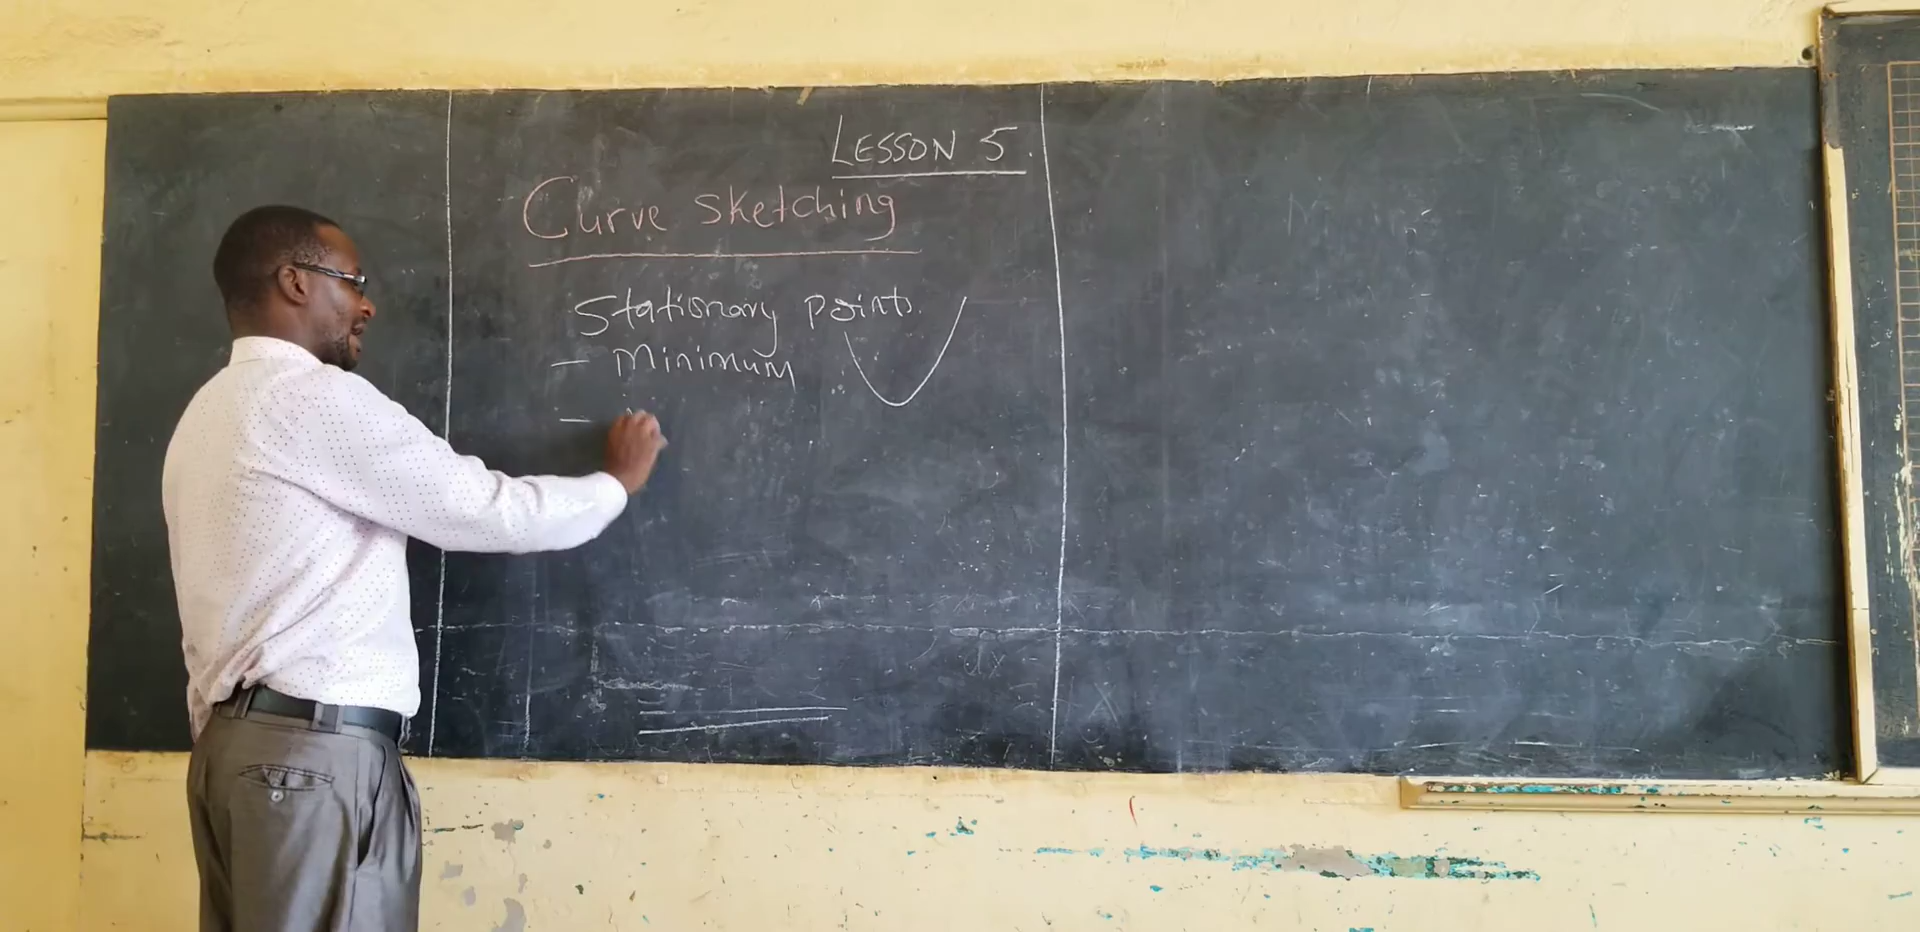 LESSON 5.
Curve sketching
Stationary points.
- Minimum
-